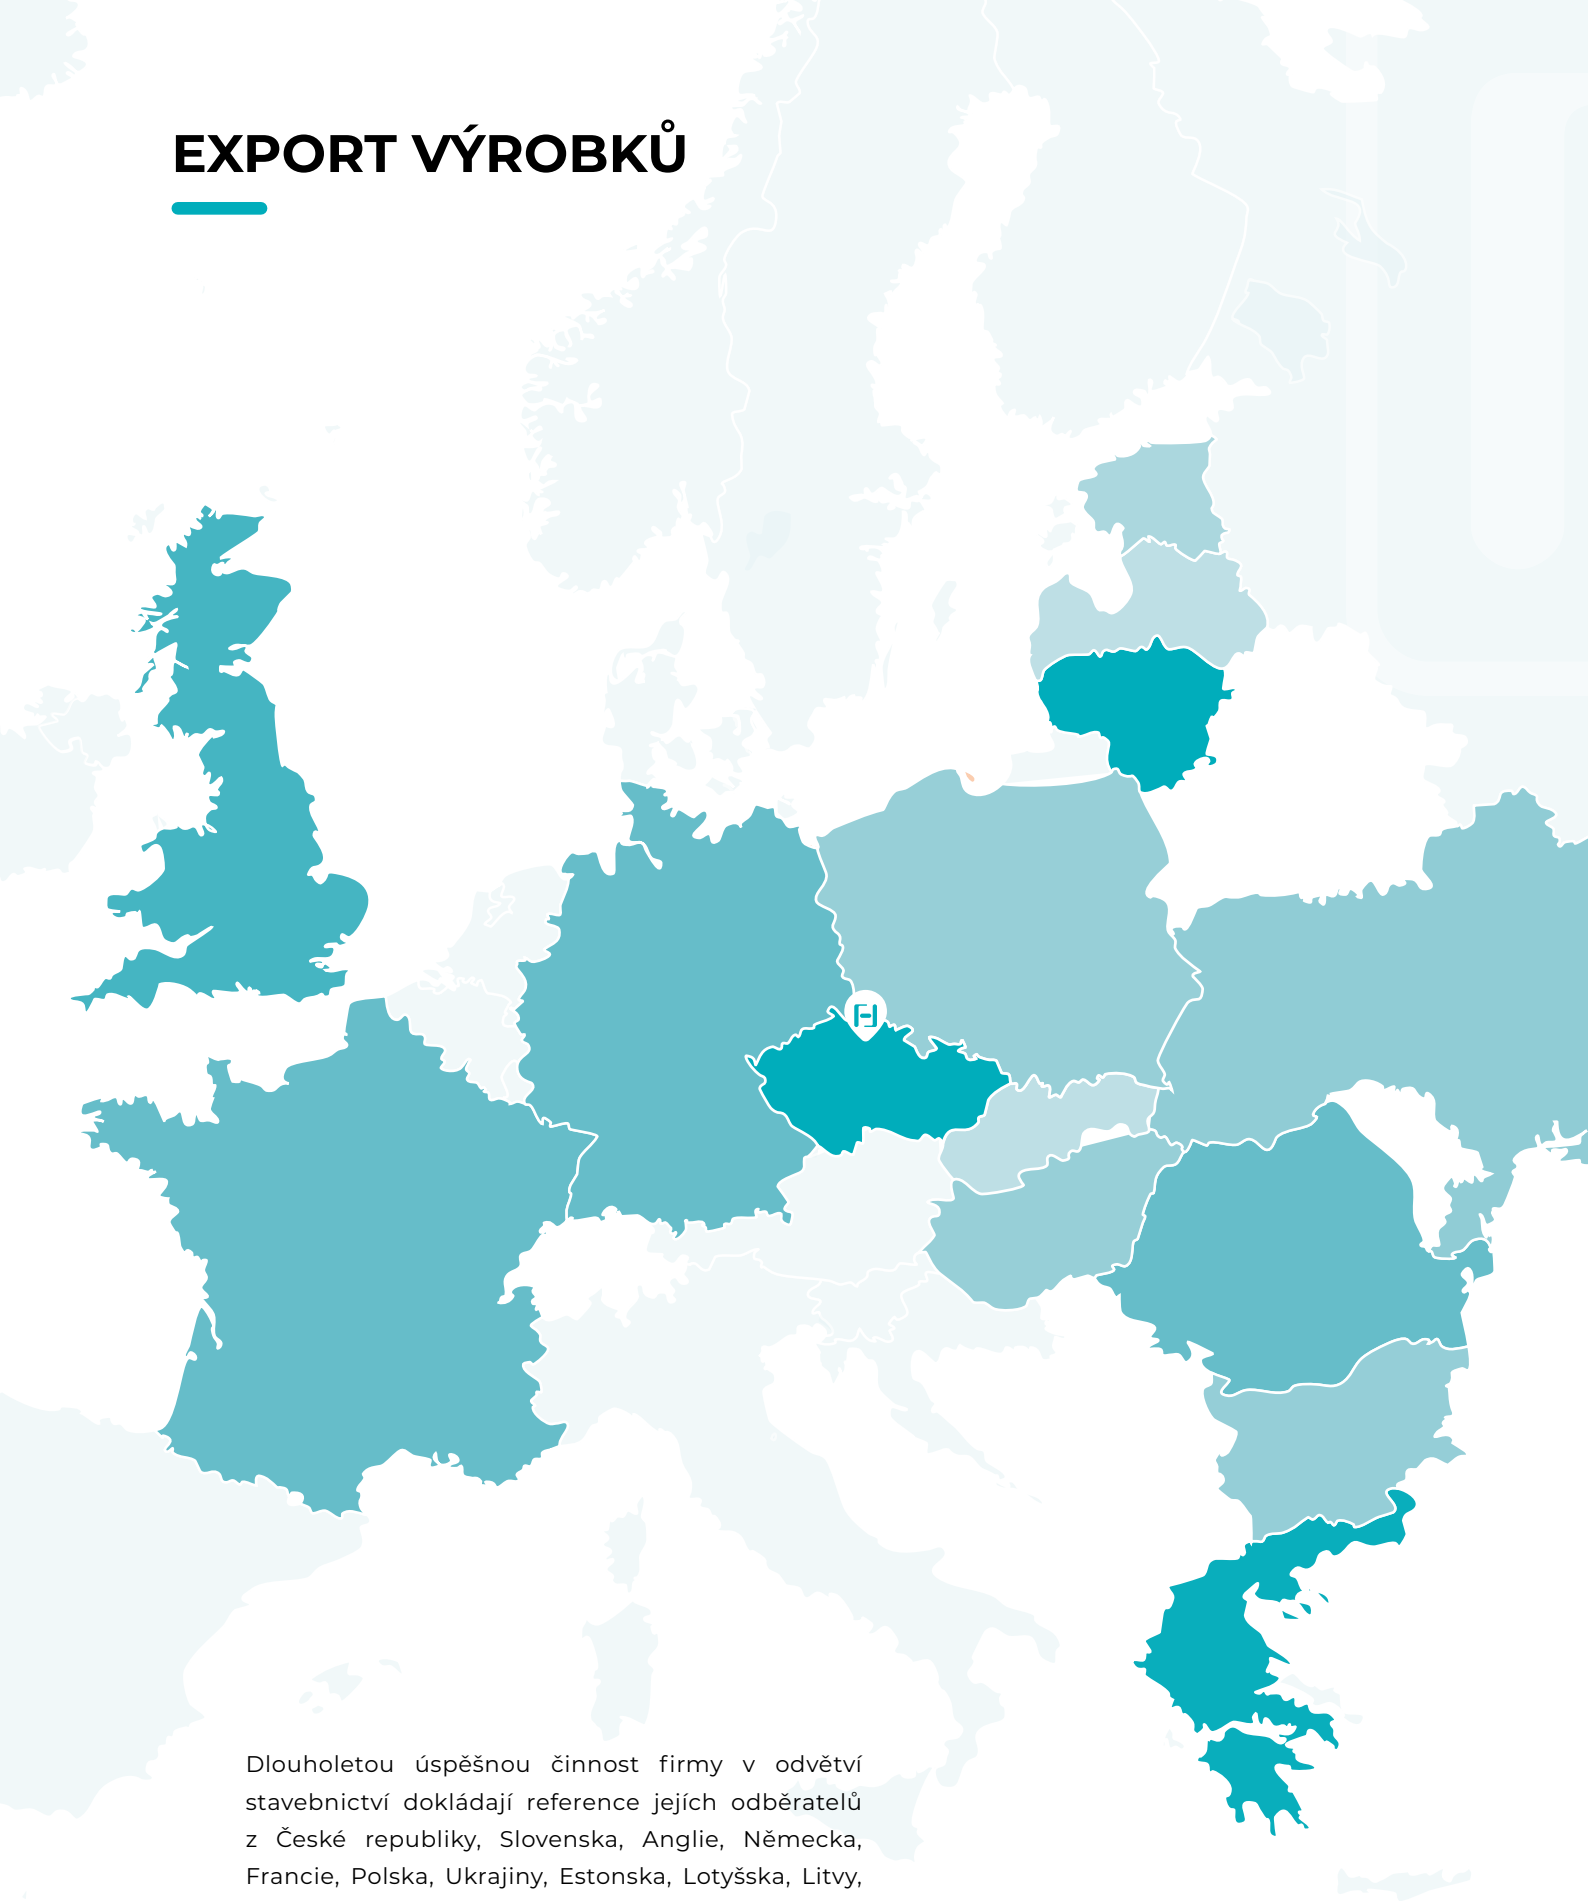 EXPORT VÝROBKŮ
Dlouholetou úspěšnou činnost firmy v odvětví
stavebnictví dokládají reference jejích odběratelů
z České republiky, Slovenska, Anglie, Německa,
Francie, Polska, Ukrajiny, Estonska, Lotyšska, Litvy,